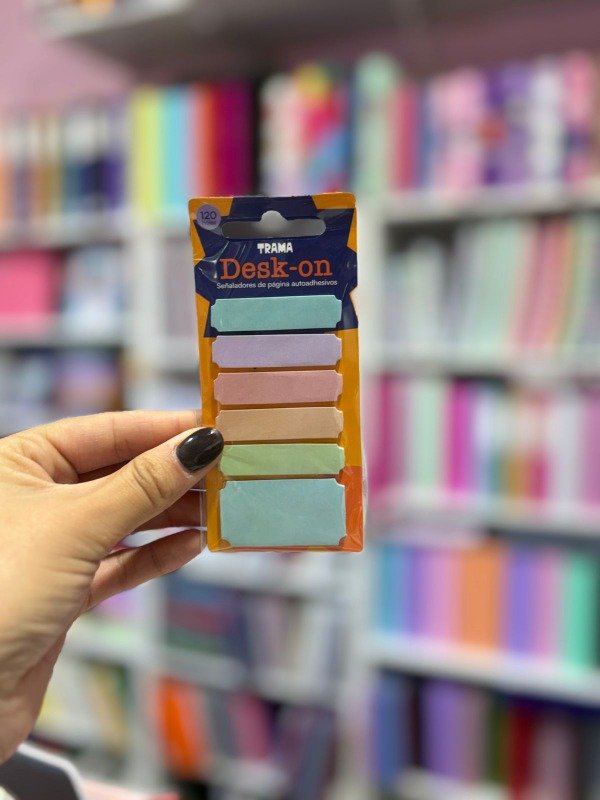 120
TRAMA
Desk-on
Señaladores de página autoadhesivos